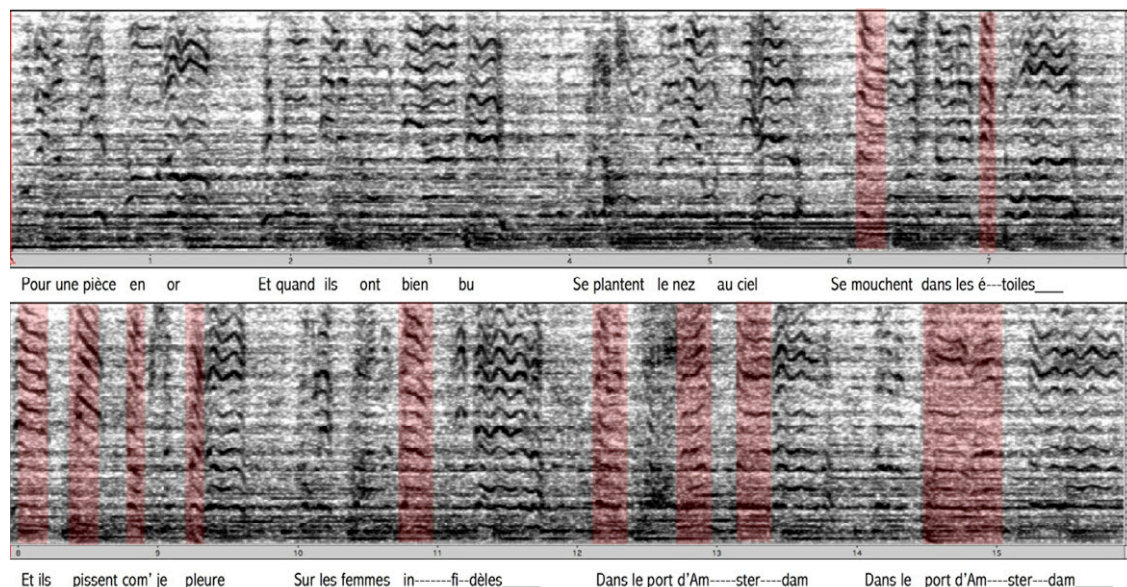 1 2 3 4 5 6 7
Pour une pièce en or Et quand ils ont bien bu Se plantent le nez au ciel Se mouchent dans les é---toiles____
8 9 10 11 12 13 14 15
Et ils pissent com' je pleure Sur les femmes in-------fi--dèles_____ Dans le port d'Am-----ster----dam Dans le port d'Am---ster---dam_____